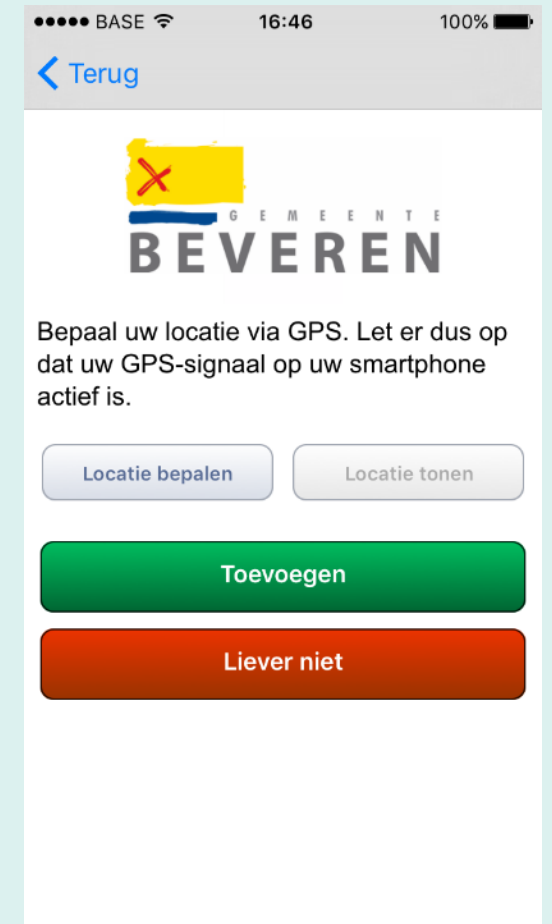 BASE 16:46 100%
Terug
GEMEENTE
BEVEREN
Bepaal uw locatie via GPS. Let er dus op
dat uw GPS-signaal op uw smartphone
actief is.
Locatie bepalen Locatie tonen
Toevoegen
Liever niet